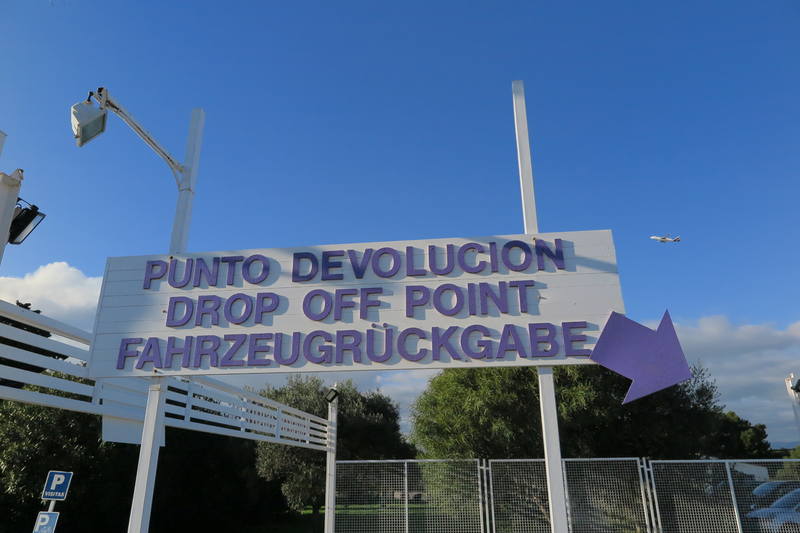 PUNTO DEVOLUCION
DROP OFF POINT
FAHRZEUGRÜCKGABE
P
VISITAS
P